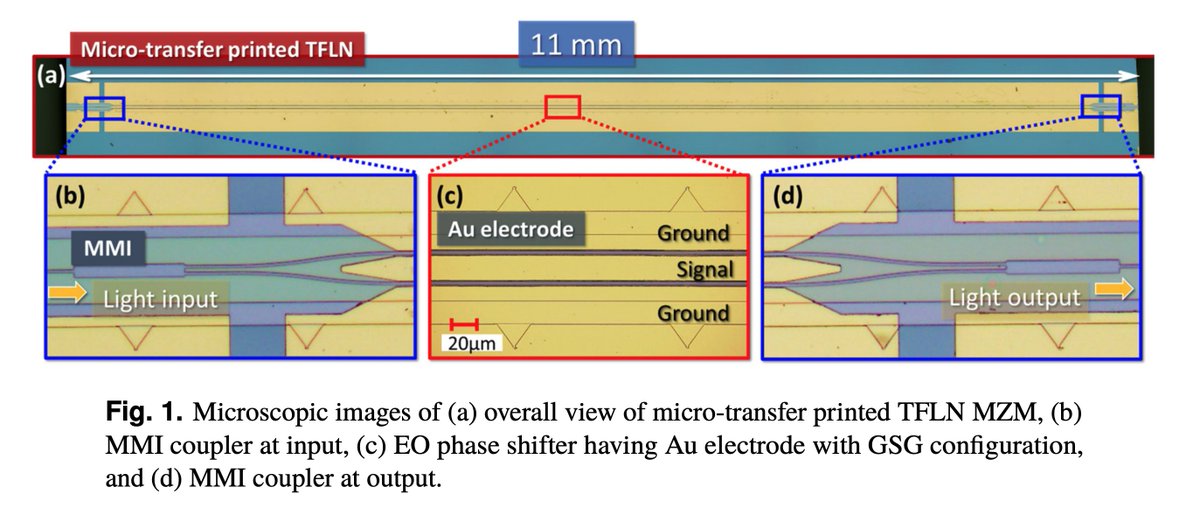 Micro-transfer printed TFLN
11 mm
(a)
(b)
MMI
Light input
(c)
Au electrode
Ground
Signal
Ground
20μm
(d)
Light output
Fig. 1. Microscopic images of (a) overall view of micro-transfer printed TFLN MZM, (b)
MMI coupler at input, (c) EO phase shifter having Au electrode with GSG configuration,
and (d) MMI coupler at output.